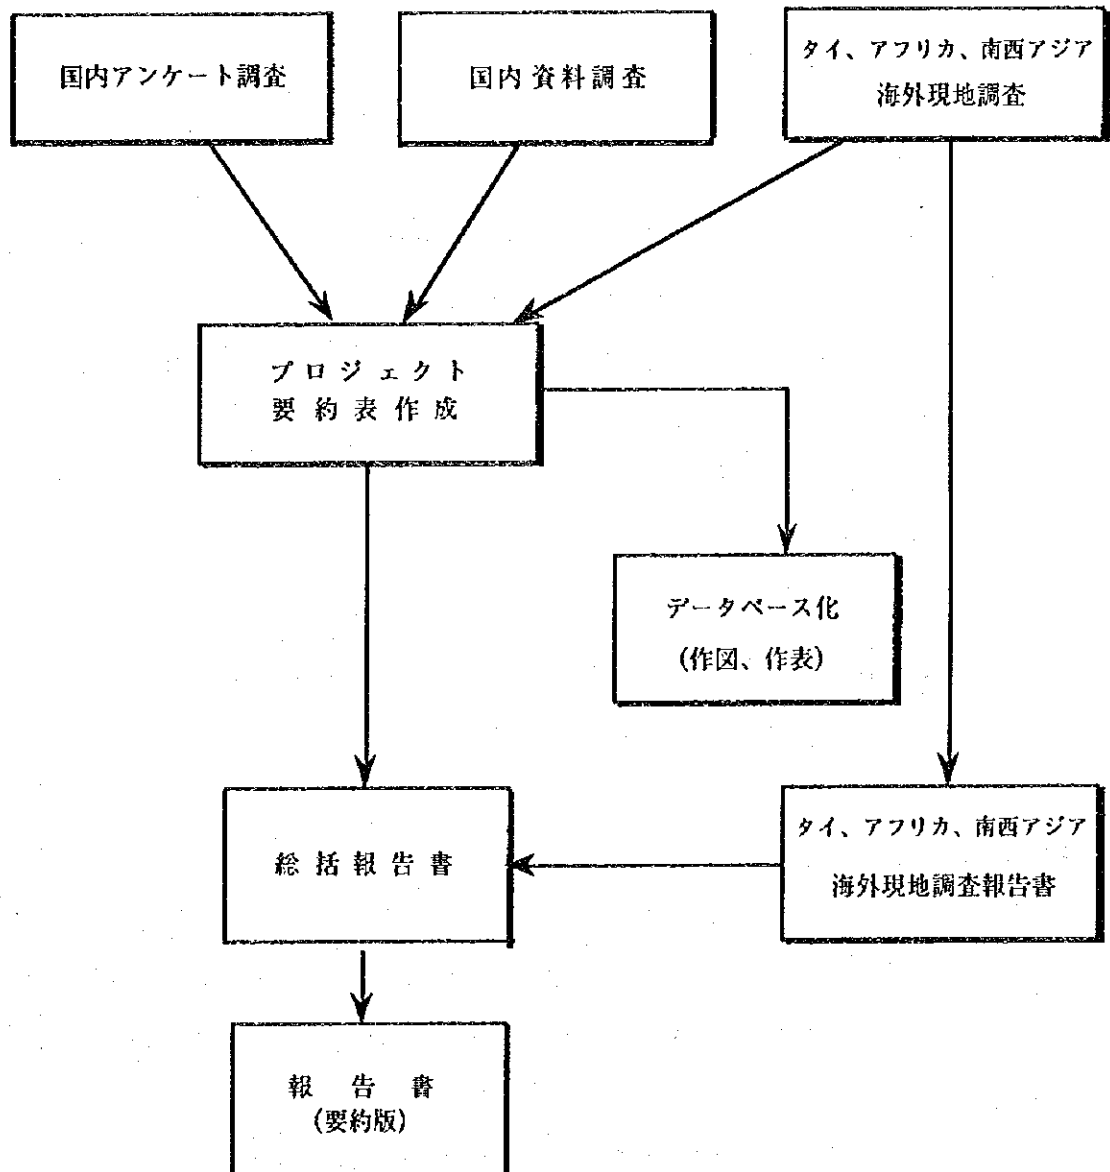 国内アンケート調査
国内資料調査
タイ、アフリカ、南西アジア
海外現地調査
プロジェクト
要約表作成
データベース化
(作図、作表)
総括報告書
タイ、アフリカ、南西アジア
海外現地調査報告書
報告書
(要約版)